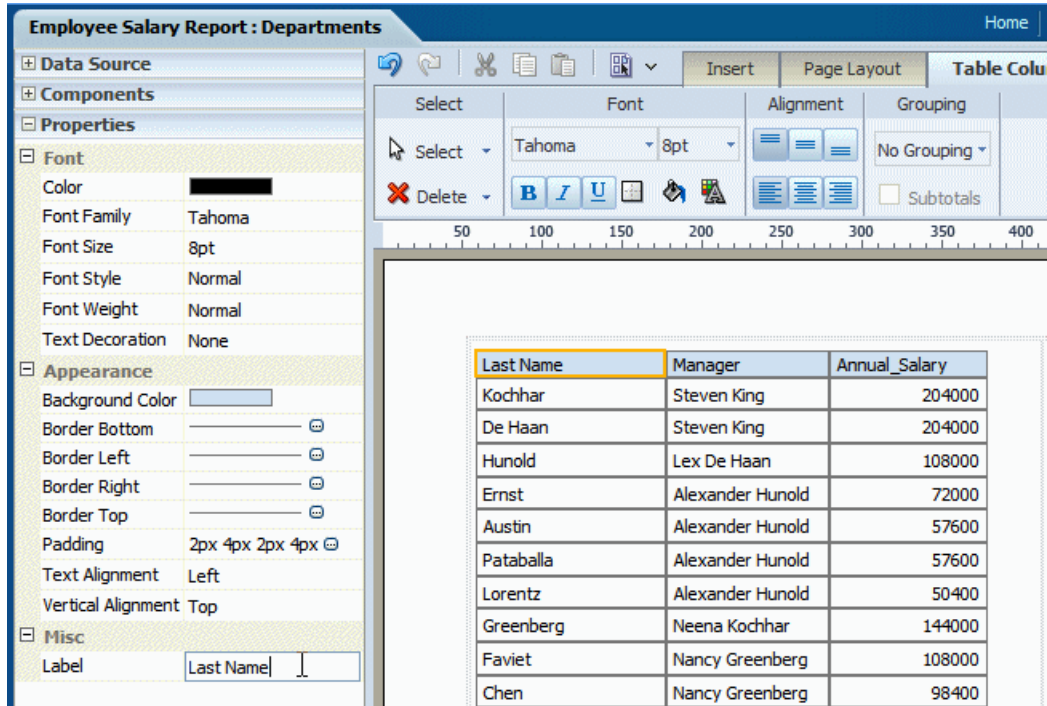 Employee Salary Report : Departments
Home
Data Source
Components
Properties
Font
Color
Font Family Tahoma
Font Size 8pt
Font Style Normal
Font Weight Normal
Text Decoration None
Appearance
Background Color
Border Bottom
Border Left
Border Right
Border Top
Padding 2px 4px 2px 4px
Text Alignment Left
Vertical Alignment Top
Misc
Label Last Name
Insert Page Layout Table Colu
Select Font Alignment Grouping
Select Tahoma 8pt No Grouping
Delete B I U Subtotals
50 100 150 200 250 300 350 400
Last Name Manager Annual_Salary
Kochhar Steven King 204000
De Haan Steven King 204000
Hunold Lex De Haan 108000
Ernst Alexander Hunold 72000
Austin Alexander Hunold 57600
Pataballa Alexander Hunold 57600
Lorentz Alexander Hunold 50400
Greenberg Neena Kochhar 144000
Faviet Nancy Greenberg 108000
Chen Nancy Greenberg 98400